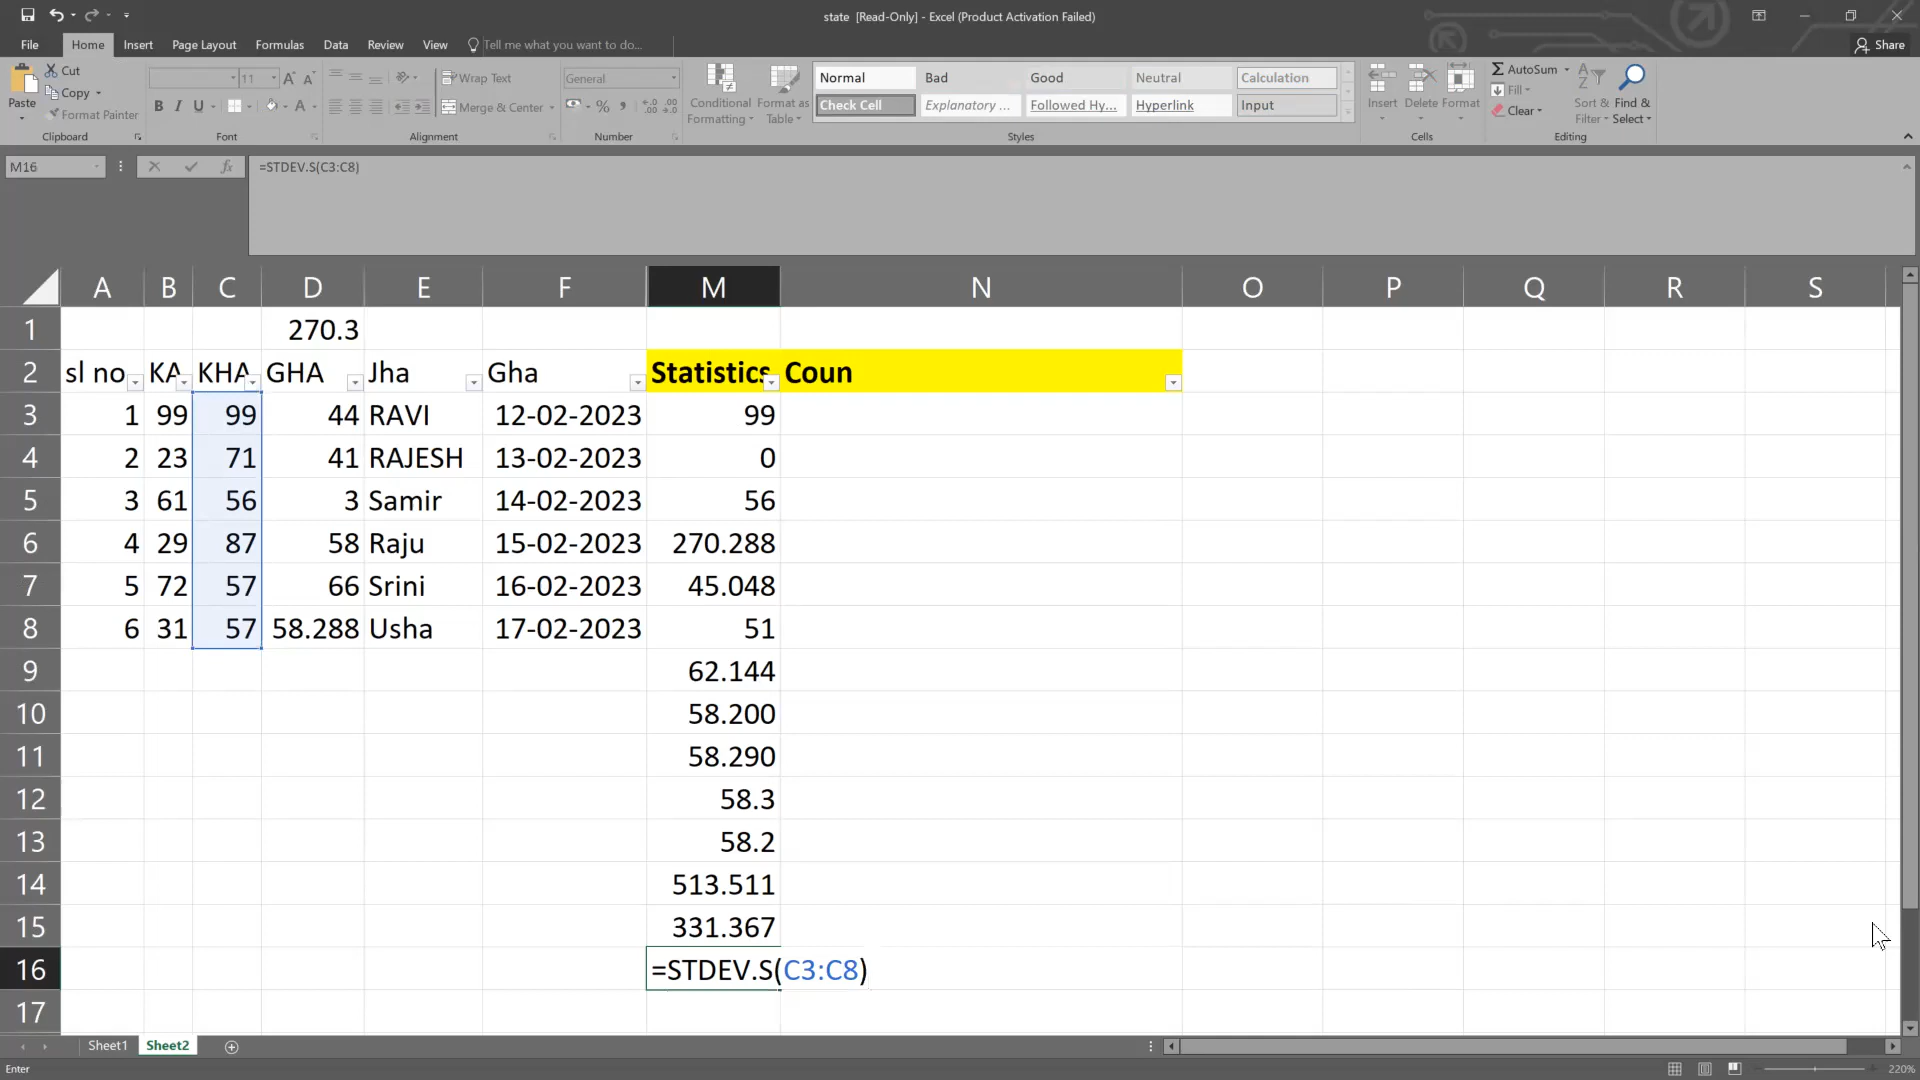 state [Read-Only] - Excel (Product Activation Failed)
File Home Insert Page Layout Formulas Data Review View Tell me what you want to do... Share
Cut
Copy
Format Painter
Paste
Clipboard
11 A A
B I U A
Font
Wrap Text
Merge & Center
Alignment
General
% ,
Number
Conditional Formatting
Format as Table
Normal Bad Good Neutral Calculation
Check Cell Explanatory ... Followed Hy... Hyperlink Input
Styles
Insert Delete Format
Cells
AutoSum
Fill
Clear
Sort & Filter
Find & Select
Editing
M16 fx =STDEV.S(C3:C8)
A B C D E F M N O P Q R S
1 270.3
2 sl no KA KHA GHA Jha Gha Statistics Coun
3 1 99 99 44 RAVI 12-02-2023 99
4 2 23 71 41 RAJESH 13-02-2023 0
5 3 61 56 3 Samir 14-02-2023 56
6 4 29 87 58 Raju 15-02-2023 270.288
7 5 72 57 66 Srini 16-02-2023 45.048
8 6 31 57 58.288 Usha 17-02-2023 51
9 62.144
10 58.200
11 58.290
12 58.3
13 58.2
14 513.511
15 331.367
16 =STDEV.S(C3:C8)
17
Sheet1 Sheet2
Enter 220%